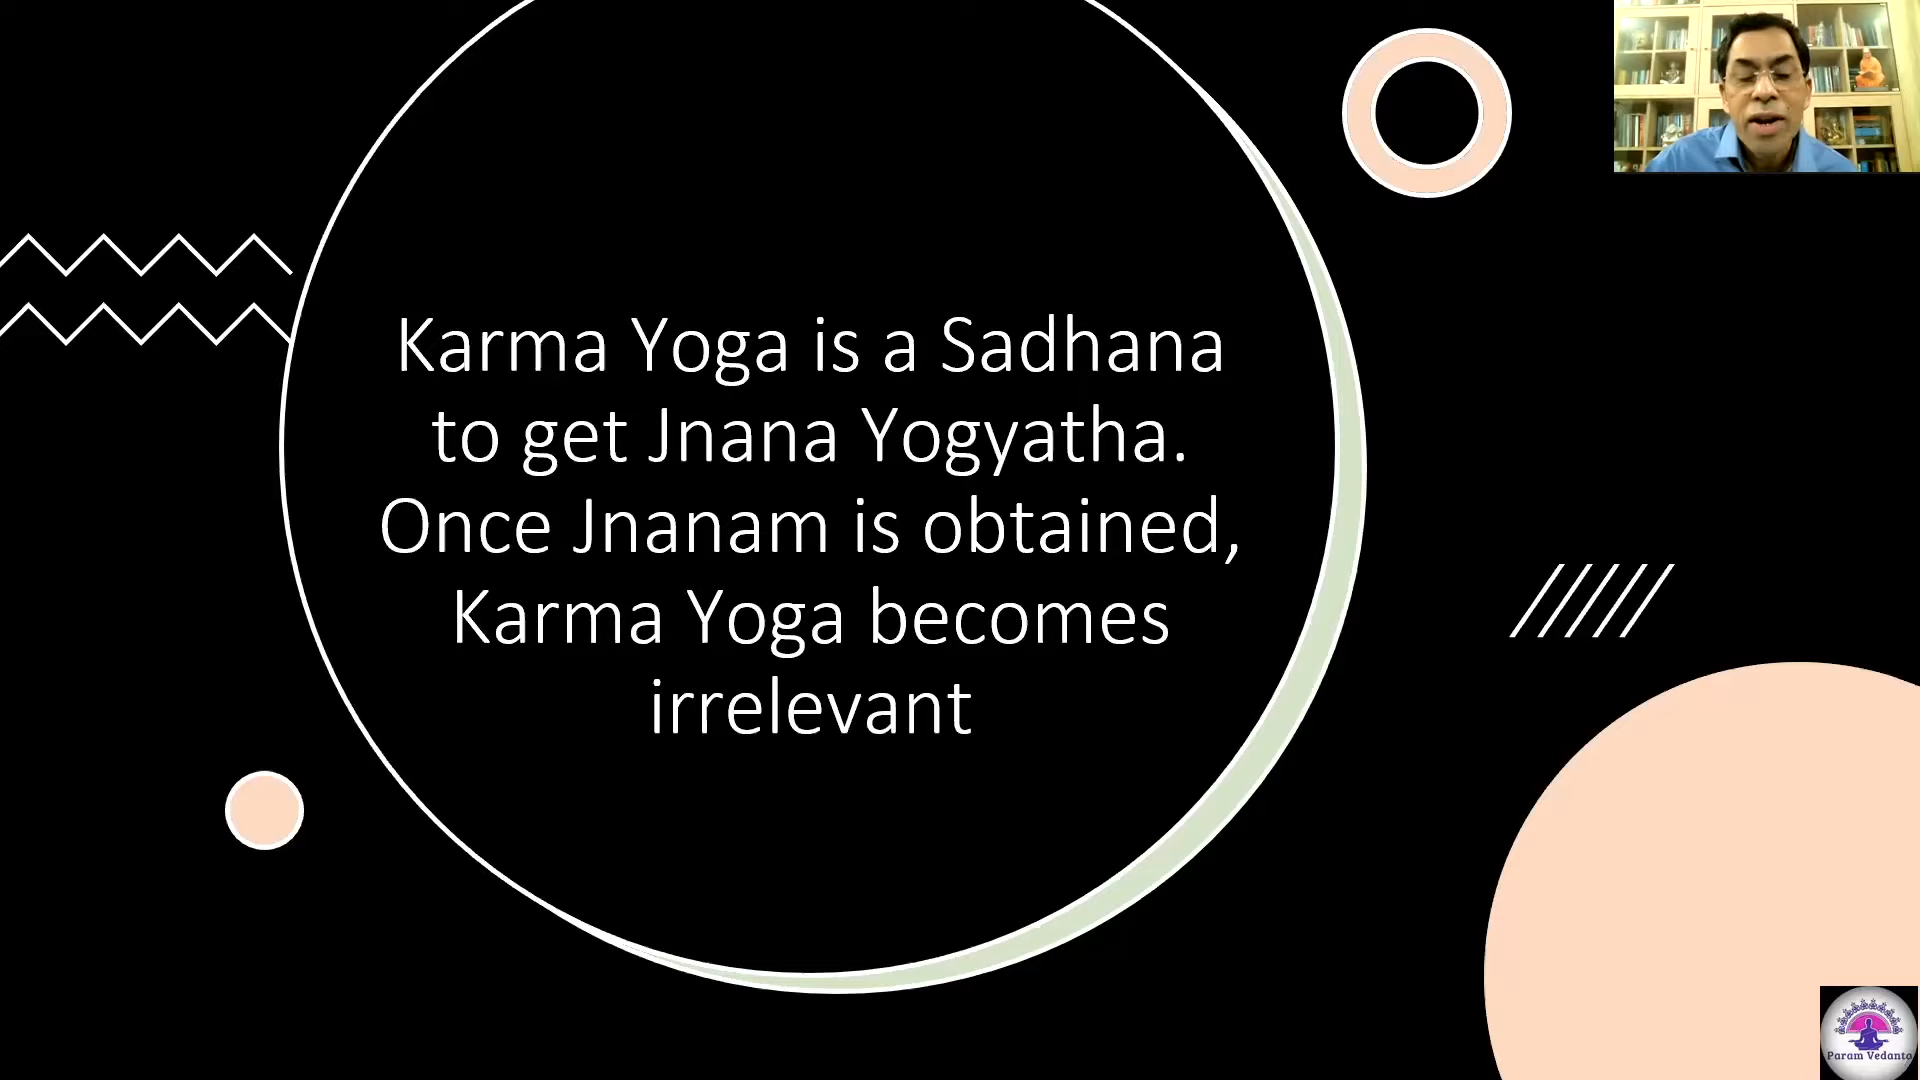 Karma Yoga is a Sadhana
to get Jnana Yogyatha.
Once Jnanam is obtained,
Karma Yoga becomes
irrelevant
Param Vedanta